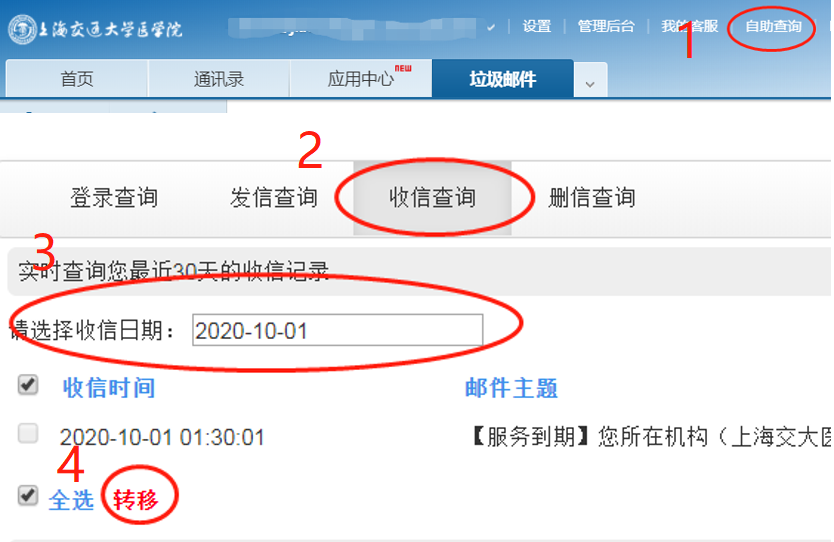 上海交通大学医学院
设置 管理后台 我的客服 自助查询
1
首页 通讯录 应用中心 NEW 垃圾邮件
2
登录查询 发信查询 收信查询 删信查询
3
实时查询您最近30天的收信记录
请选择收信日期： 2020-10-01
收信时间 邮件主题
2020-10-01 01:30:01 【服务到期】您所在机构（上海交大医
4
全选 转移